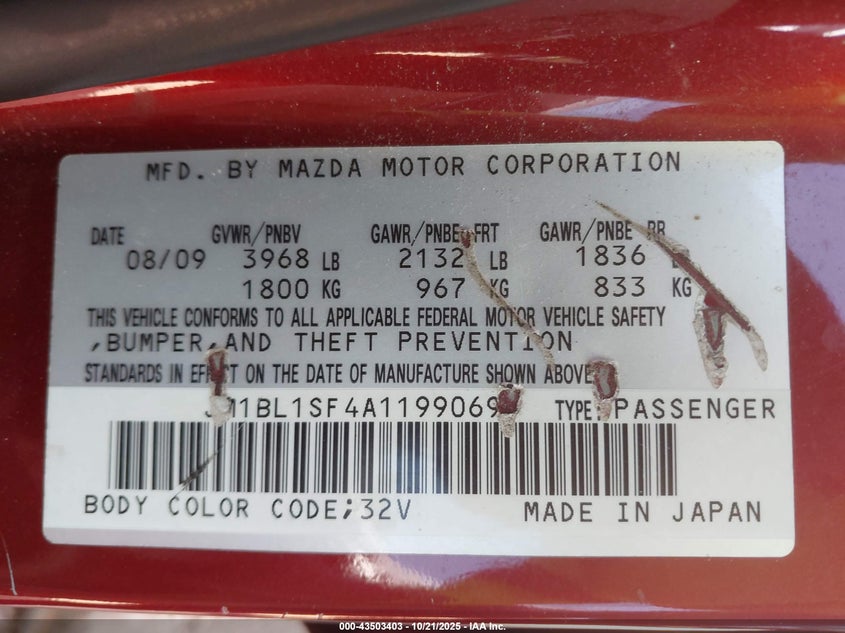 MFD. BY MAZDA MOTOR CORPORATION
DATE GVWR/PNBV GAWR/PNBE FRT GAWR/PNBE RR
08/09 3968 LB 2132 LB 1836
1800 KG 967 KG 833 KG
THIS VEHICLE CONFORMS TO ALL APPLICABLE FEDERAL MOTOR VEHICLE SAFETY
,BUMPER,AND THEFT PREVENTION
STANDARDS IN EFFECT ON THE DATE OF MANUFACTURE SHOWN ABOVE
TYPE: PASSENGER
BODY COLOR CODE;32V MADE IN JAPAN
000-43503403 - 10/21/2025 - IAA Inc.